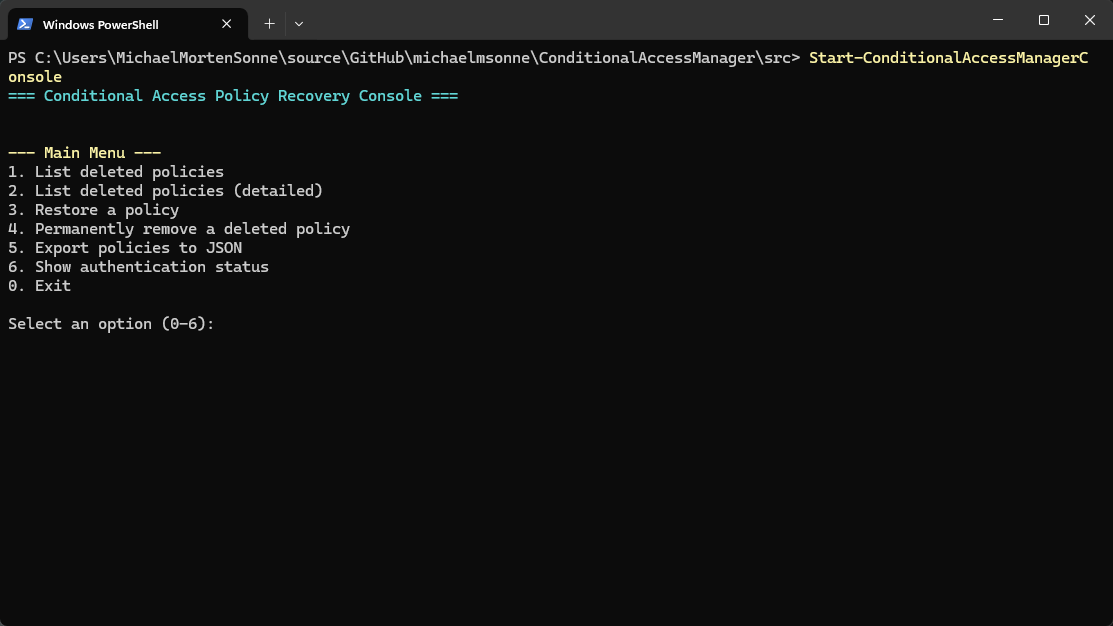 Windows PowerShell
PS C:\Users\MichaelMortenSonne\source\GitHub\michaelmsonne\ConditionalAccessManager\src> Start-ConditionalAccessManagerC
onsole
=== Conditional Access Policy Recovery Console ===
--- Main Menu ---
1. List deleted policies
2. List deleted policies (detailed)
3. Restore a policy
4. Permanently remove a deleted policy
5. Export policies to JSON
6. Show authentication status
0. Exit
Select an option (0-6):